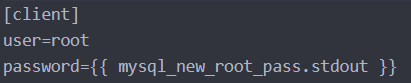 [client]
user=root
password={{ mysql_new_root_pass.stdout }}